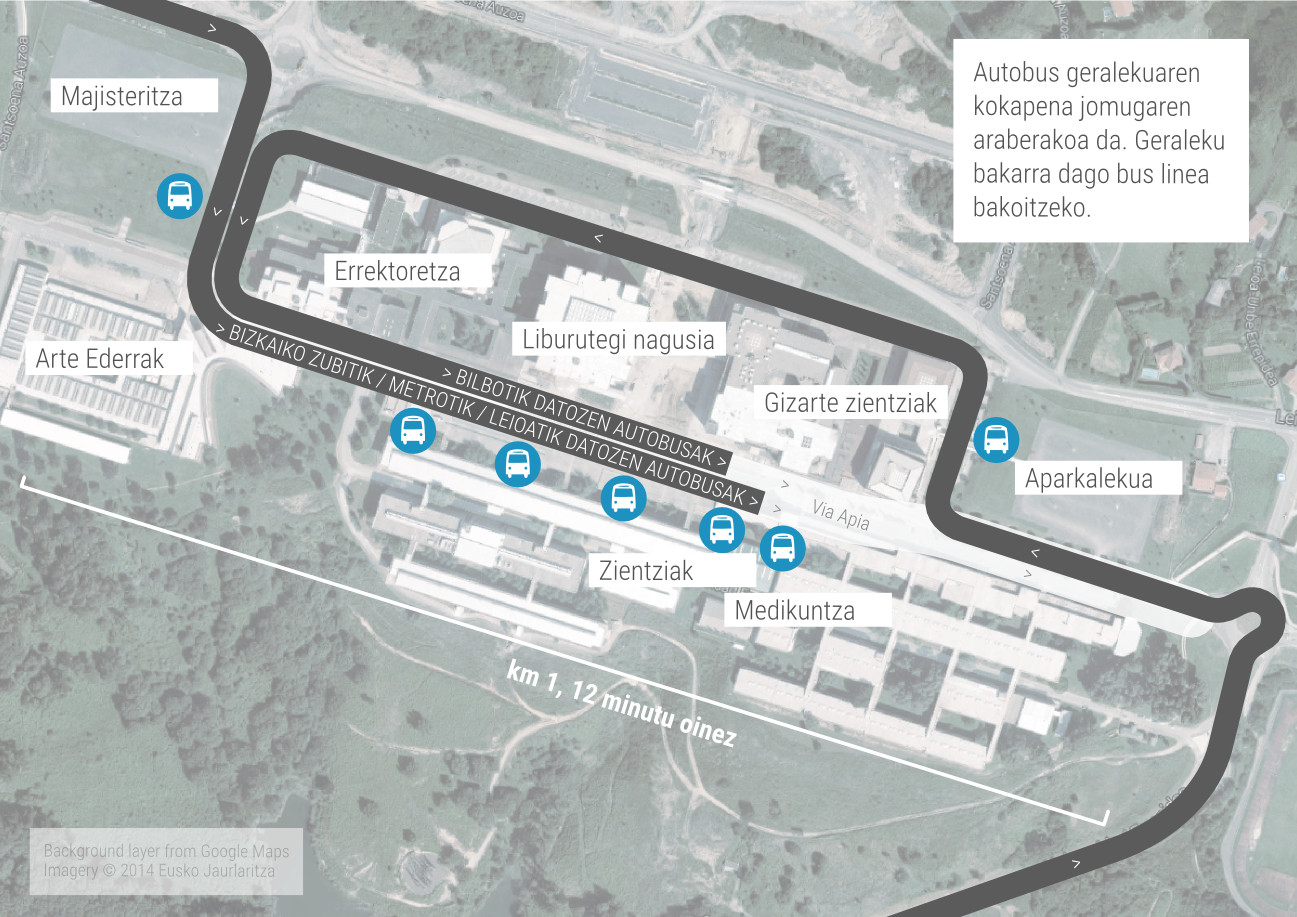 Majisteritza
Autobus geralekuaren
kokapena jomugaren
araberakoa da. Geraleku
bakarra dago bus linea
bakoitzeko.
Errektoretza
Liburutegi nagusia
Arte Ederrak
> BIZKAIKO ZUBITIK / METROTIK / LEIOATIK DATOZEN AUTOBUSAK >
> BILBOTIK DATOZEN AUTOBUSAK >
Gizarte zientziak
Aparkalekua
Via Apia
Zientziak
Medikuntza
km 1, 12 minutu oinez
Background layer from Google Maps
Imagery © 2014 Eusko Jaurlaritza